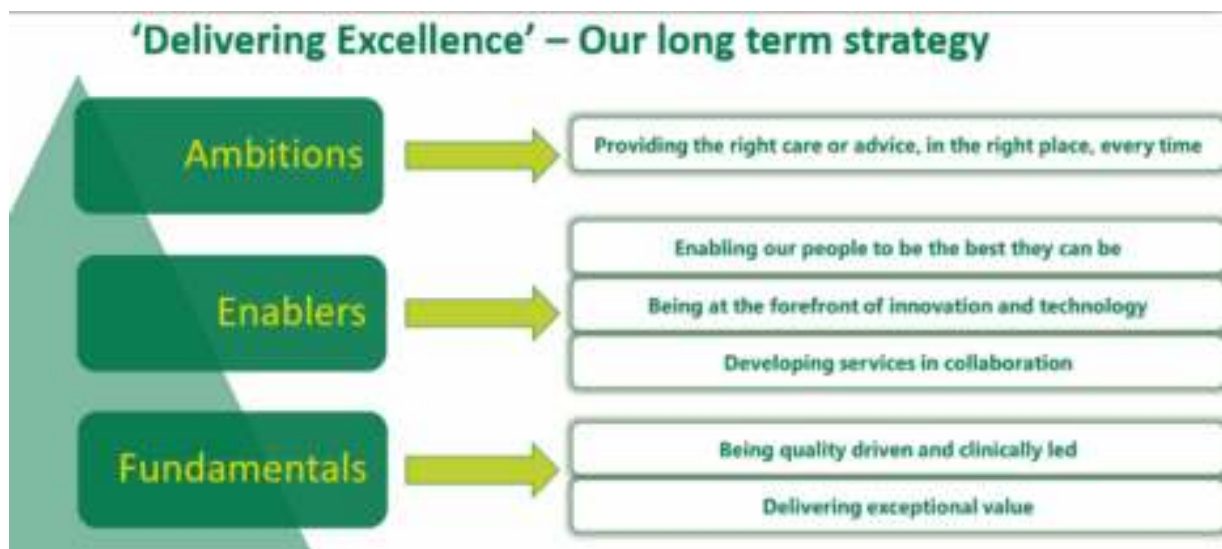 ‘Delivering Excellence’ – Our long term strategy
Ambitions
Providing the right care or advice, in the right place, every time
Enablers
Enabling our people to be the best they can be
Being at the forefront of innovation and technology
Developing services in collaboration
Fundamentals
Being quality driven and clinically led
Delivering exceptional value